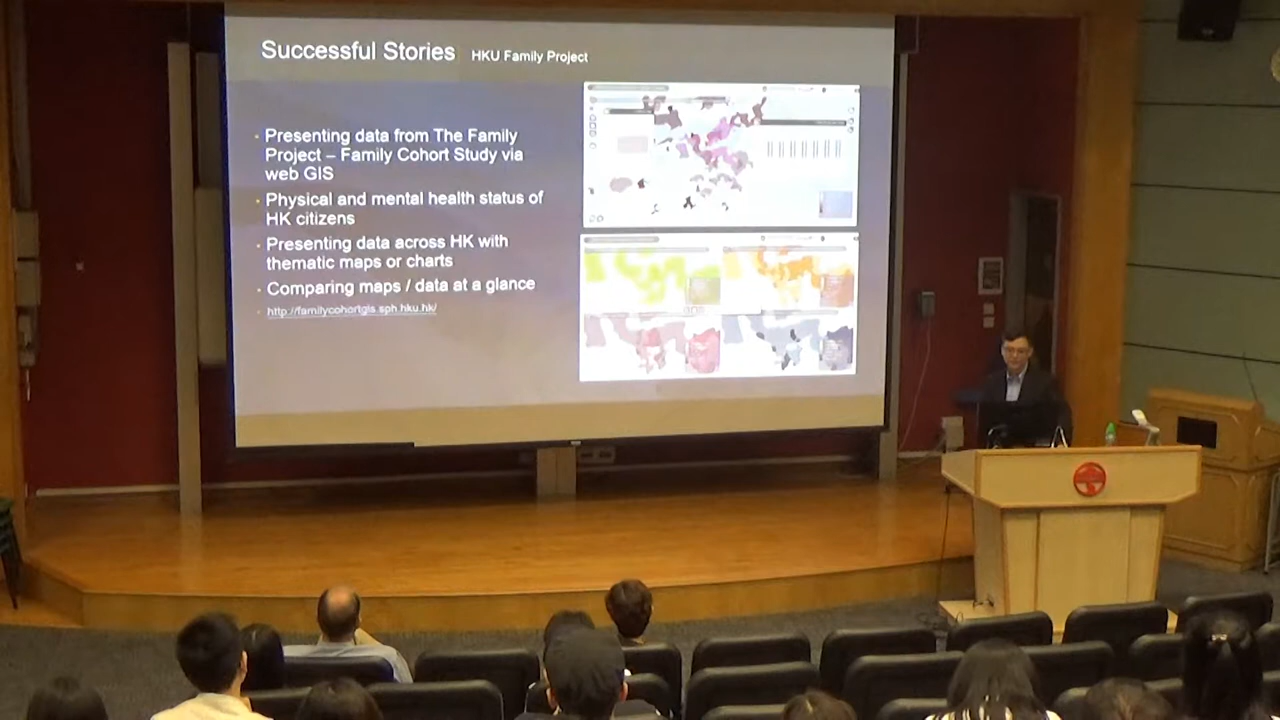 Successful Stories HKU Family Project
Presenting data from The Family
Project – Family Cohort Study via
web GIS
Physical and mental health status of
HK citizens
Presenting data across HK with
thematic maps or charts
Comparing maps / data at a glance
http://familycohortgis.sph.hku.hk/